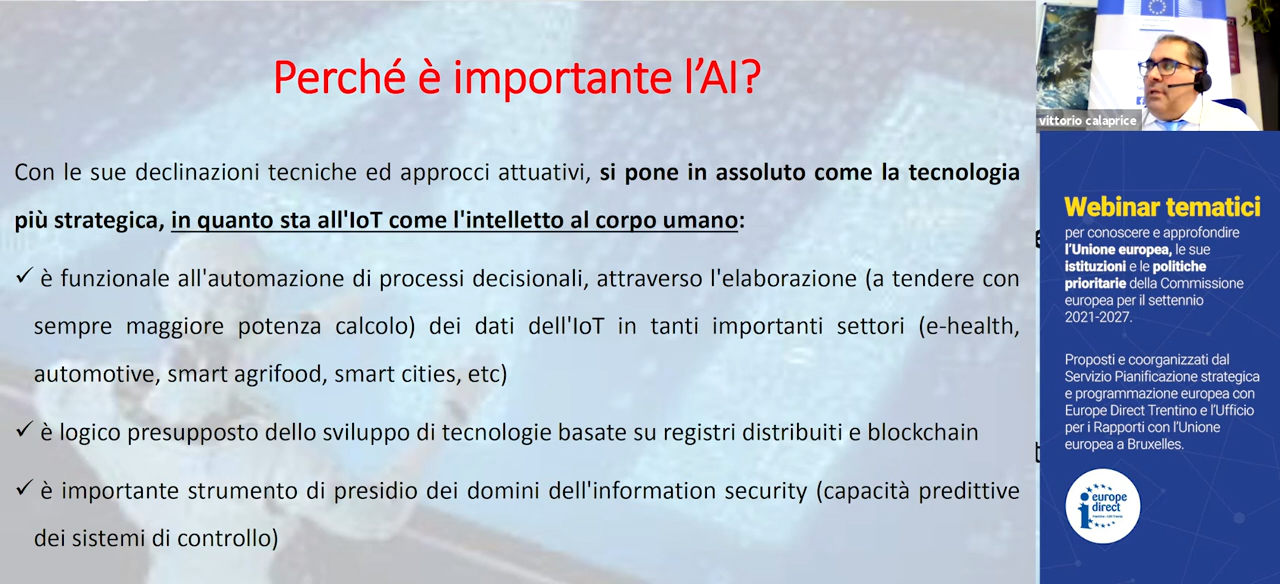 Perché è importante l'AI?
Con le sue declinazioni tecniche ed approcci attuativi, si pone in assoluto come la tecnologia
più strategica, in quanto sta all'IoT come l'intelletto al corpo umano:
✓ è funzionale all'automazione di processi decisionali, attraverso l'elaborazione (a tendere con
sempre maggiore potenza calcolo) dei dati dell'IoT in tanti importanti settori (e-health,
automotive, smart agrifood, smart cities, etc)
✓ è logico presupposto dello sviluppo di tecnologie basate su registri distribuiti e blockchain
✓ è importante strumento di presidio dei domini dell'information security (capacità predittive
dei sistemi di controllo)
vittorio calaprice
Webinar tematici
per conoscere e approfondire
l'Unione europea, le sue
istituzioni e le politiche
prioritarie della Commissione
europea per il settennio
2021-2027.
Proposti e coorganizzati dal
Servizio Pianificazione strategica
e programmazione europea con
Europe Direct Trentino e l'Ufficio
per i Rapporti con l'Unione
europea a Bruxelles.
europe
direct